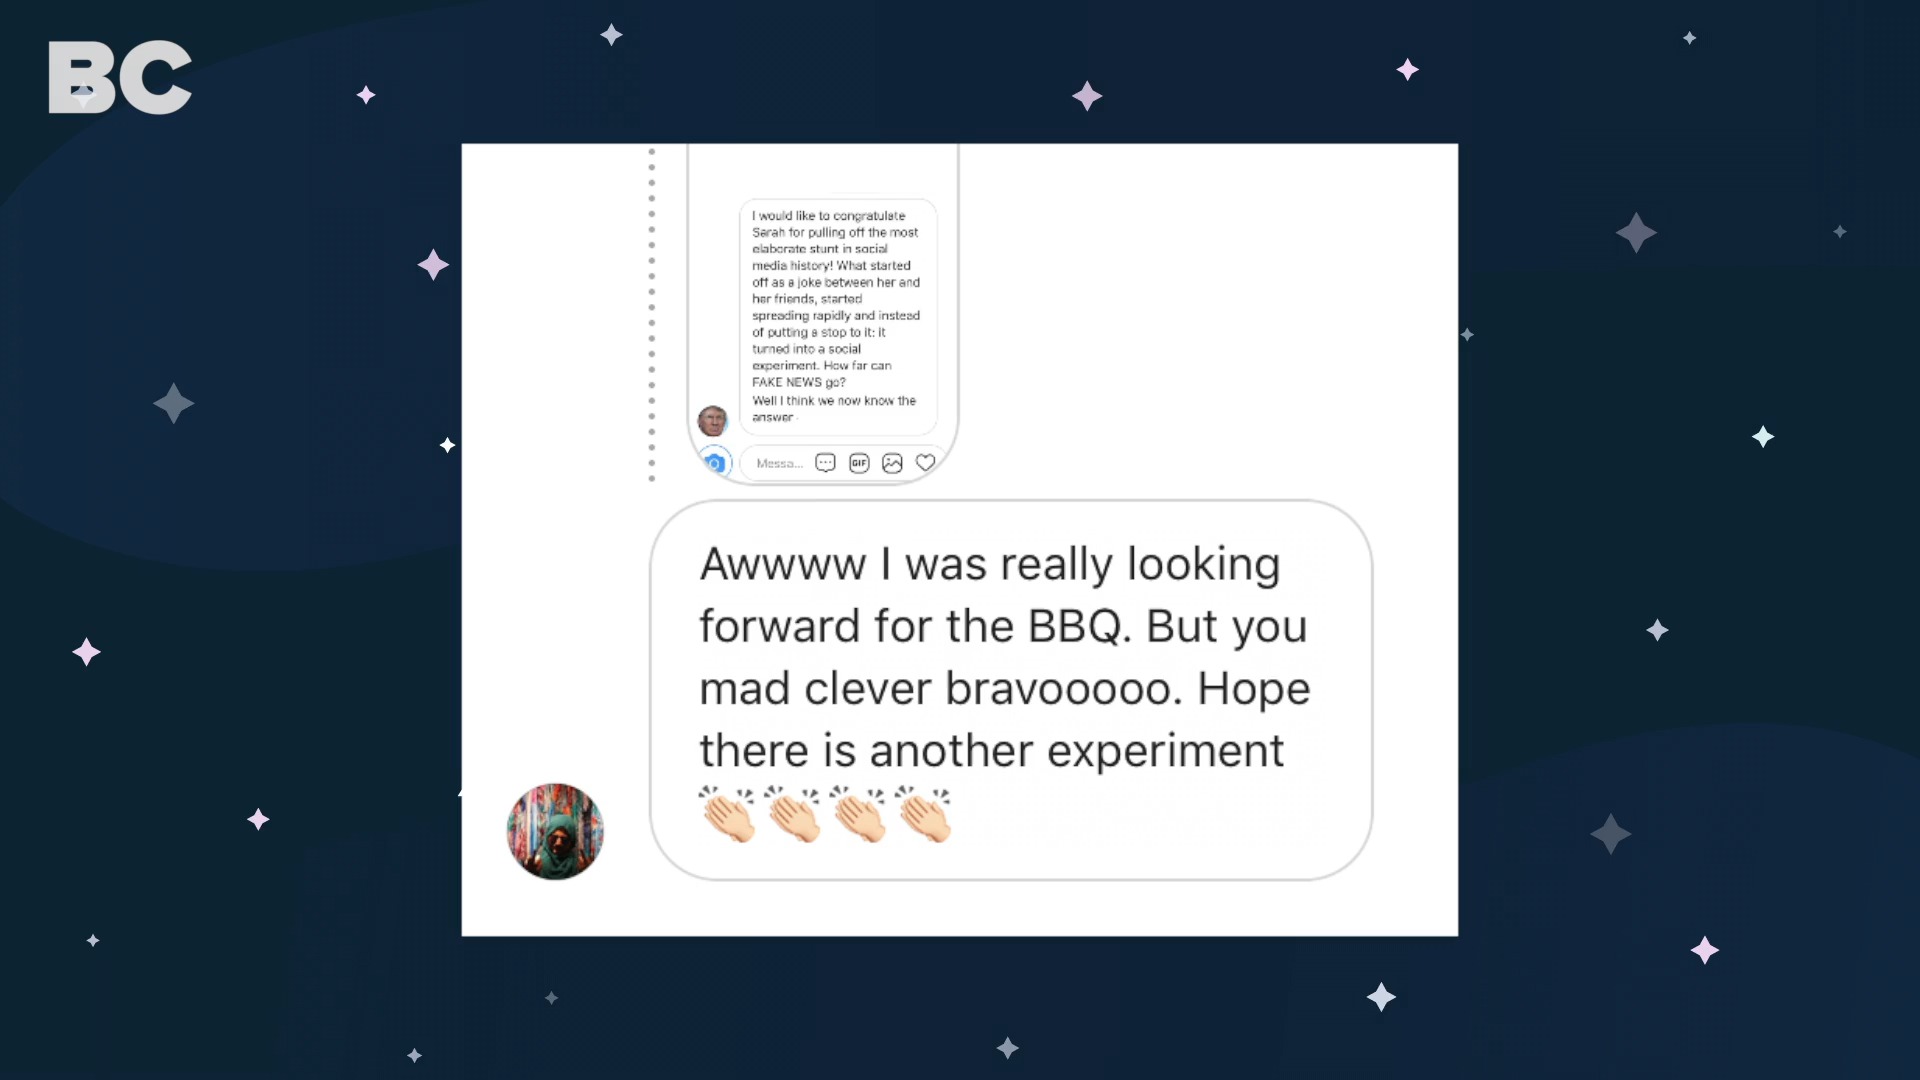 BC
I would like to congratulate
Sarah for pulling off the most
elaborate stunt in social
media history! What started
off as a joke between her and
her friends, started
spreading rapidly and instead
of putting a stop to it: it
turned into a social
experiment. How far can
FAKE NEWS go?
Well I think we now know the
answer
Messa...
GIF
Awwww I was really looking
forward for the BBQ. But you
mad clever bravooooo. Hope
there is another experiment
👏🏻👏🏻👏🏻👏🏻